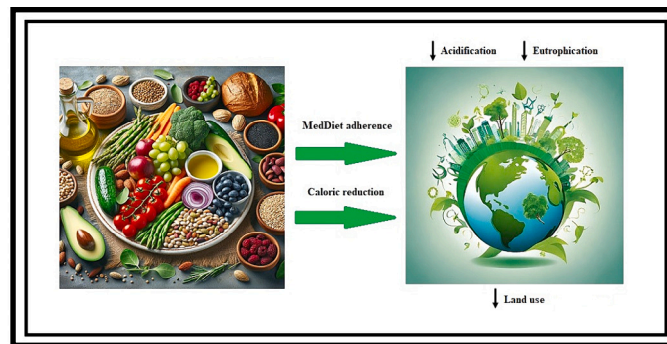 Acidification
Eutrophication
MedDiet adherence
Caloric reduction
Land use